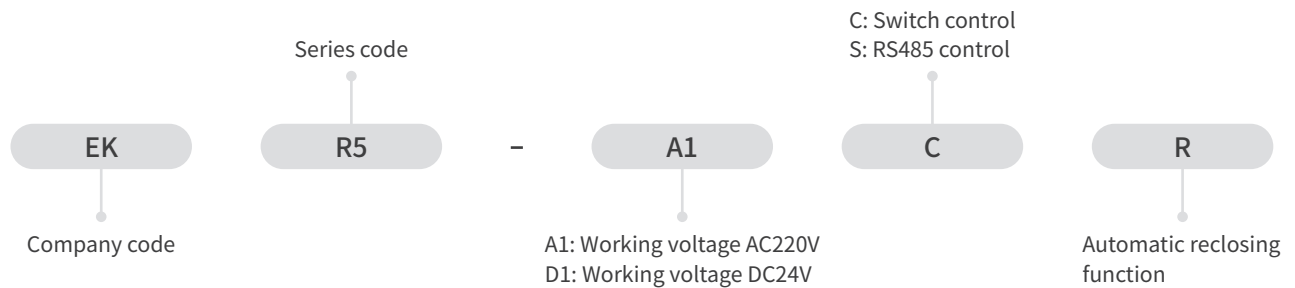 C: Switch control
Series code
S: RS485 control
EK R5 - A1 C R
Company code
A1: Working voltage AC220V
Automatic reclosing
D1: Working voltage DC24V
function